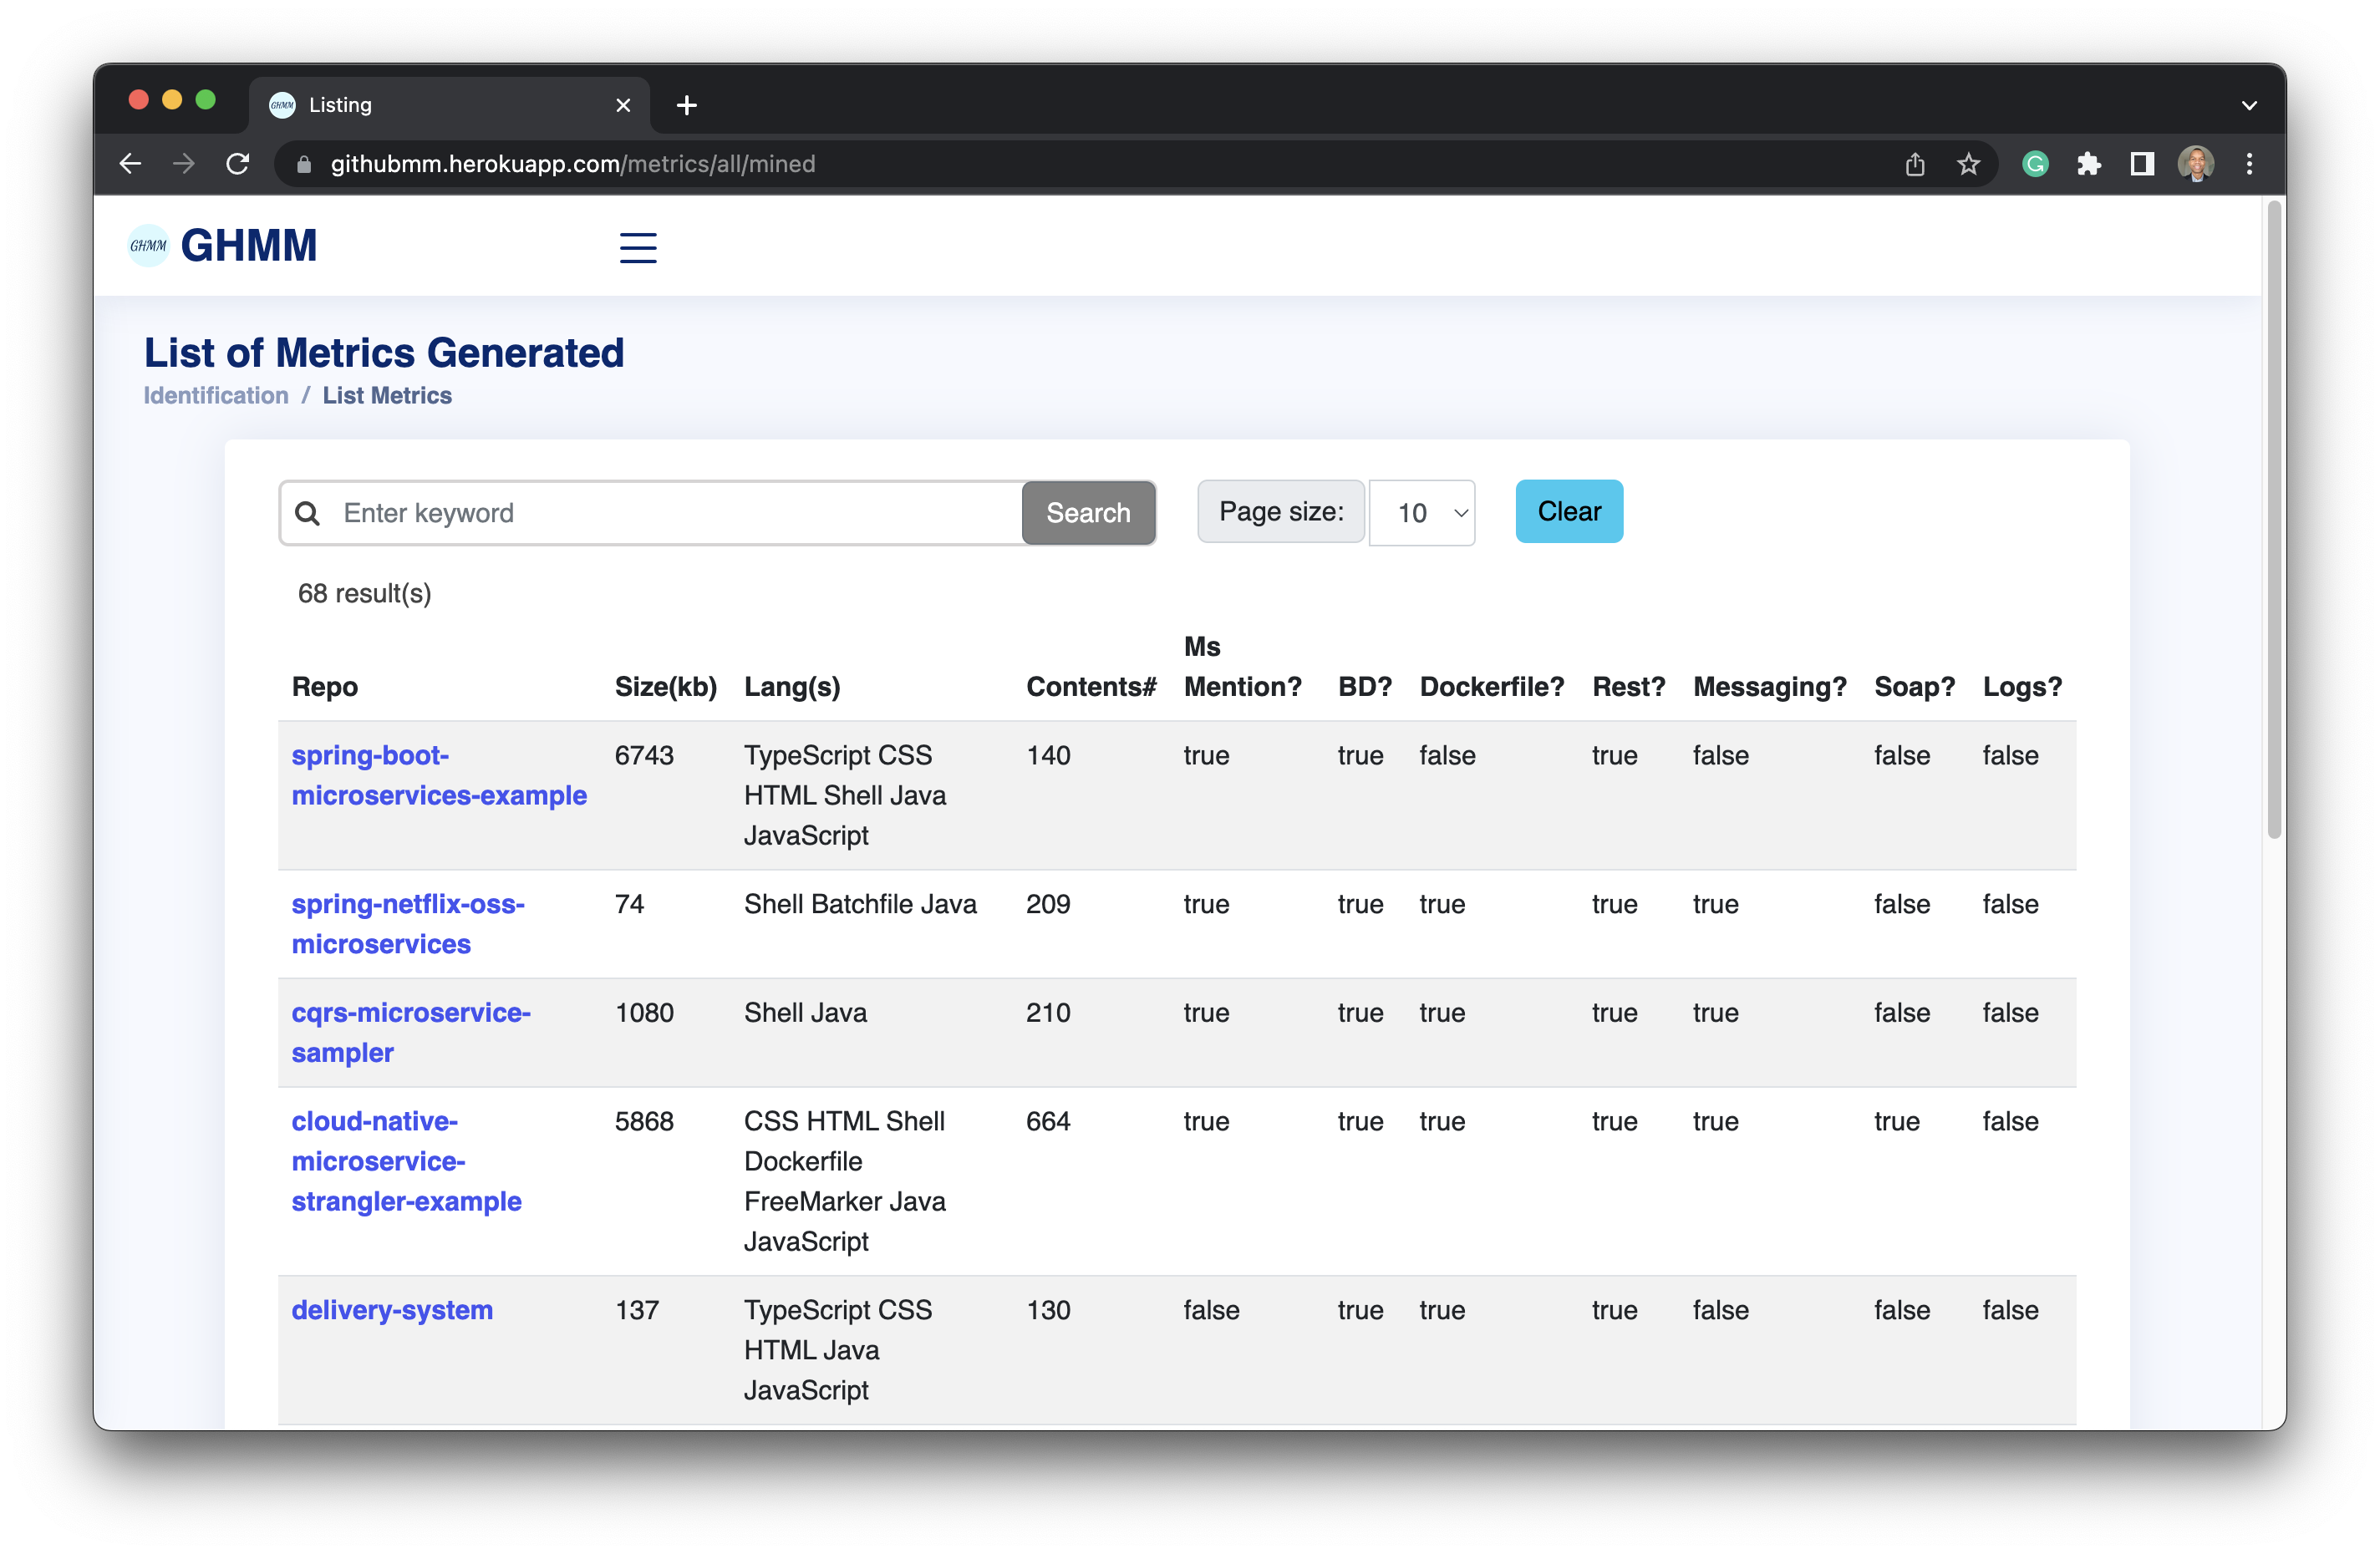 GHMM Listing
githubmm.herokuapp.com/metrics/all/mined
G
GHMM GHMM
List of Metrics Generated
Identification / List Metrics
Enter keyword Search Page size: 10 Clear
68 result(s)
Ms
Repo Size(kb) Lang(s) Contents# Mention? BD? Dockerfile? Rest? Messaging? Soap? Logs?
spring-boot- 6743 TypeScript CSS 140 true true false true false false false
microservices-example HTML Shell Java
JavaScript
spring-netflix-oss- 74 Shell Batchfile Java 209 true true true true true false false
microservices
cqrs-microservice- 1080 Shell Java 210 true true true true true false false
sampler
cloud-native- 5868 CSS HTML Shell 664 true true true true true true false
microservice- Dockerfile
strangler-example FreeMarker Java
JavaScript
delivery-system 137 TypeScript CSS 130 false true true true false false false
HTML Java
JavaScript